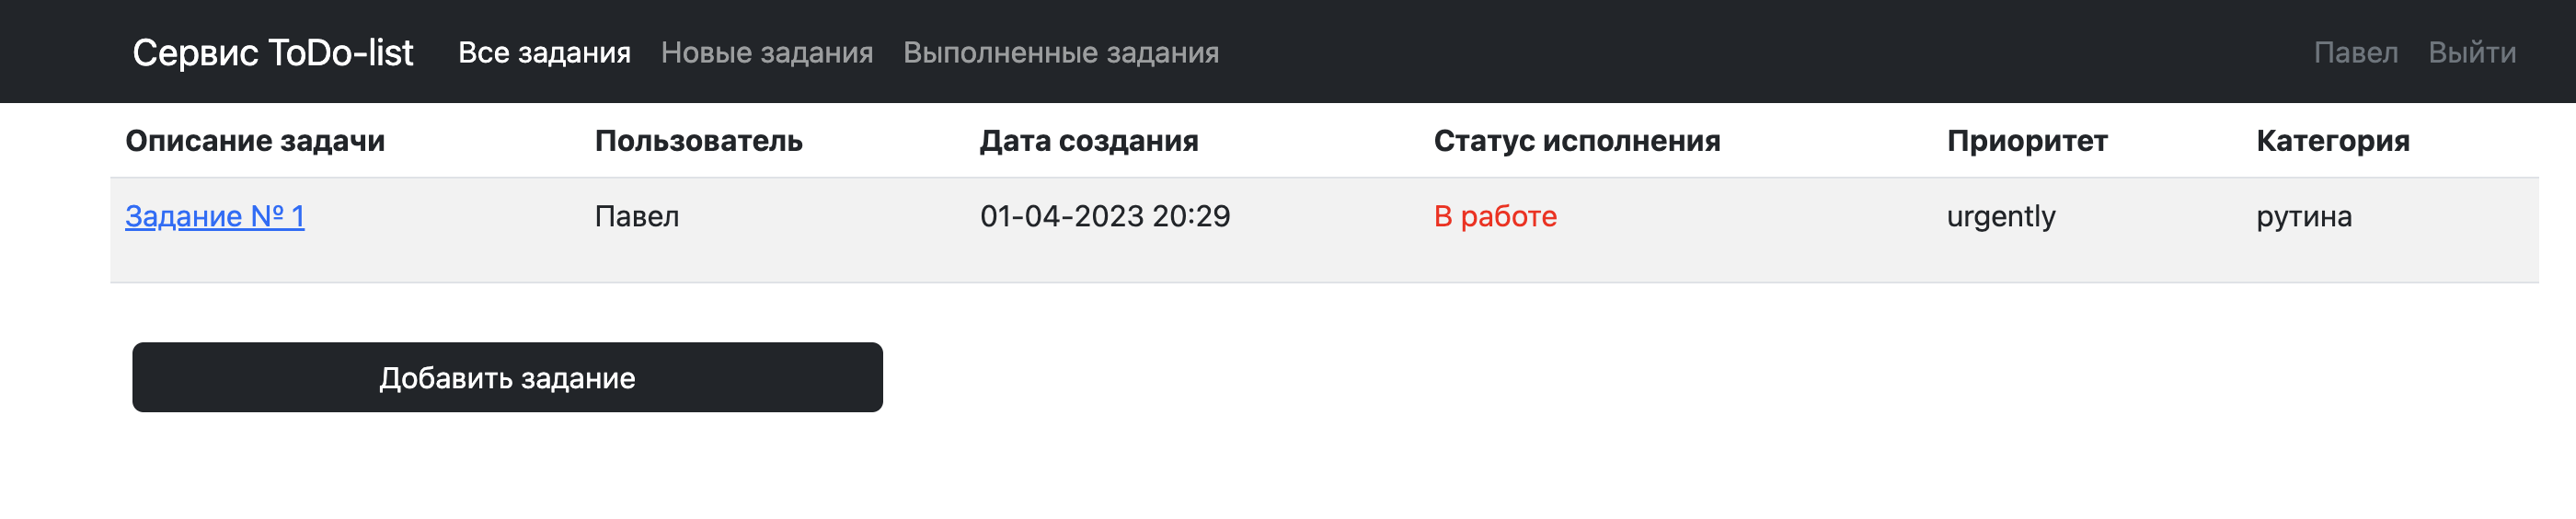 Сервис ToDo-list Все задания Новые задания Выполненные задания Павел Выйти
Описание задачи Пользователь Дата создания Статус исполнения Приоритет Категория
Задание № 1 Павел 01-04-2023 20:29 В работе urgently рутина
Добавить задание